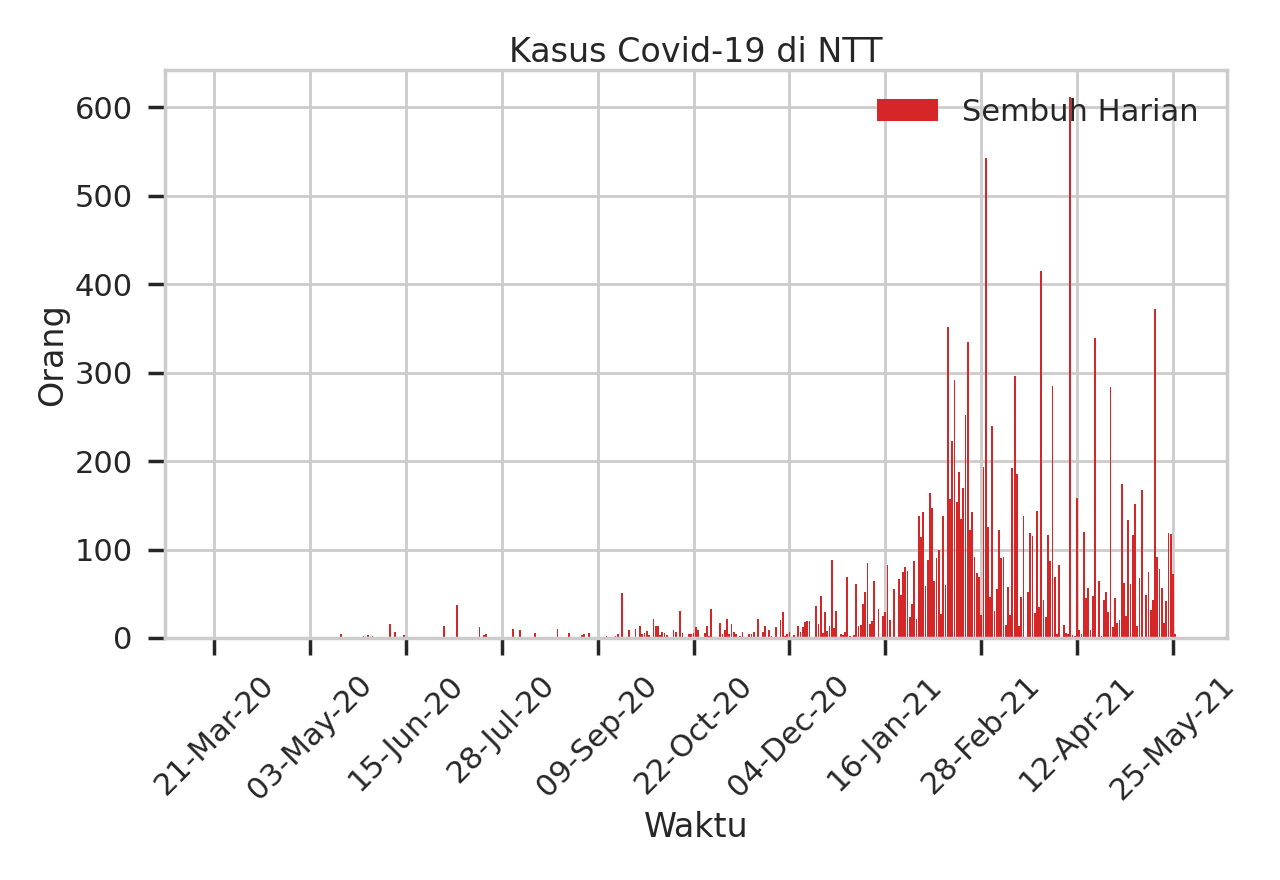 Kasus Covid-19 di NTT
Sembuh Harian
Orang
600
500
400
300
200
100
0
21-Mar-20
03-May-20
15-Jun-20
28-Jul-20
09-Sep-20
22-Oct-20
04-Dec-20
16-Jan-21
28-Feb-21
12-Apr-21
25-May-21
Waktu